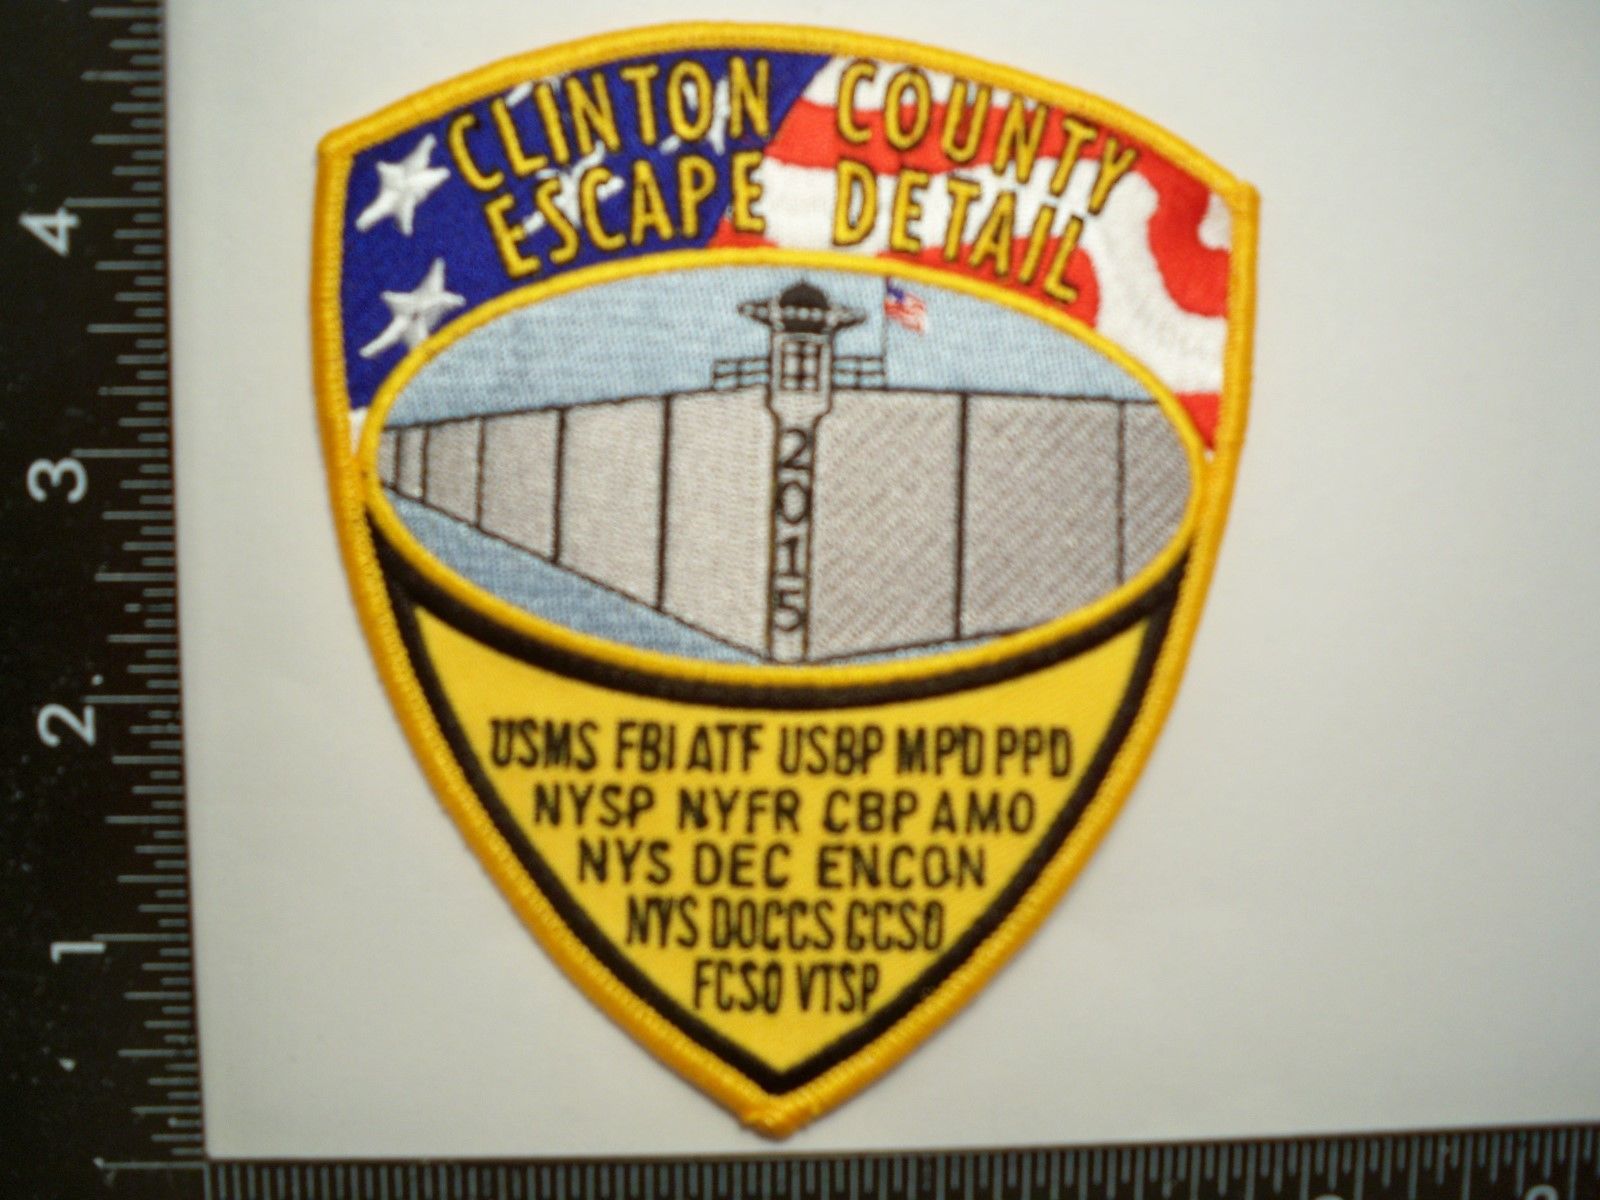 CLINTON COUNTY
ESCAPE DETAIL
2015
USMS FBI ATF USBP MPD PPD
NYSP NYFR CBP AMO
NYS DEC ENCON
NYS DOCCS CCSO
FCSO VTSP
4
3
2
1